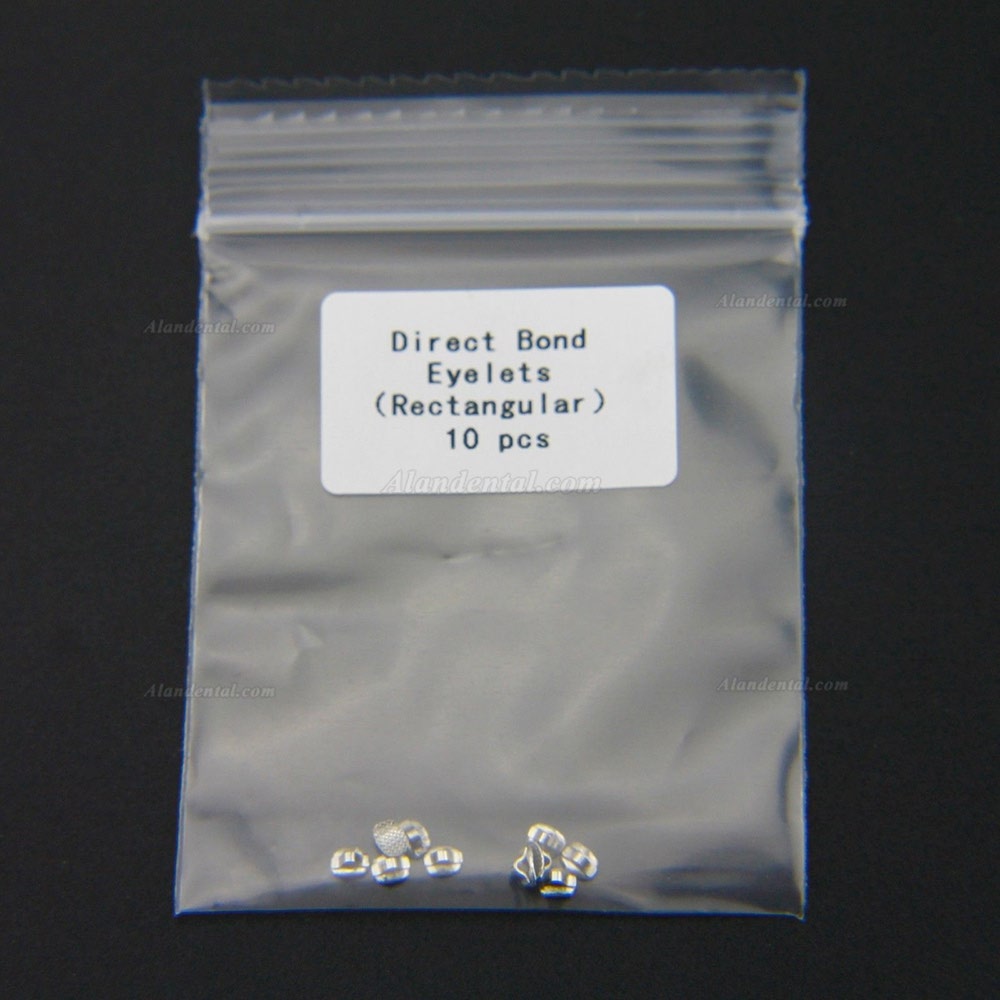 Alandental.com
Alandental.com
Direct Bond
Eyelets
(Rectangular)
10 pcs
Alandental.com
Alandental.com
Alandental.com